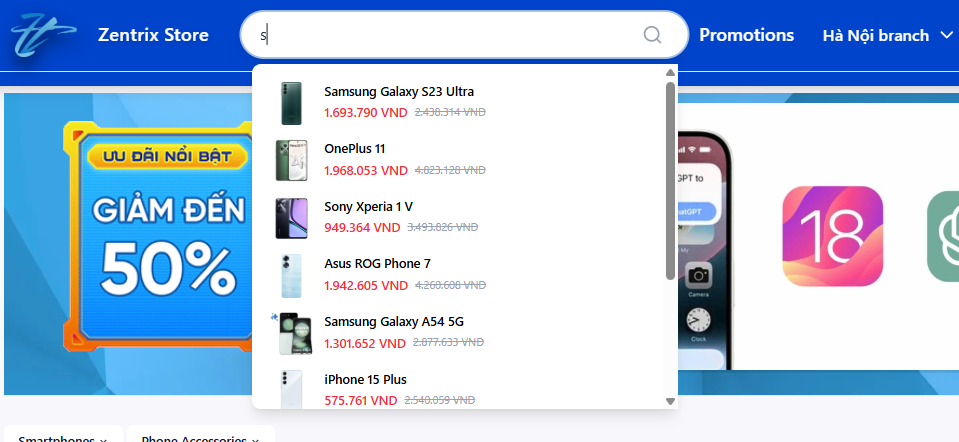 Zentrix Store
s
Promotions
Hà Nội branch
Samsung Galaxy S23 Ultra
1.693.790 VND 2.438.314 VND
OnePlus 11
1.968.053 VND 4.823.128 VND
Sony Xperia 1 V
949.364 VND 3.493.826 VND
Asus ROG Phone 7
1.942.605 VND 4.260.608 VND
Samsung Galaxy A54 5G
1.301.652 VND 2.877.633 VND
iPhone 15 Plus
575.761 VND 2.540.059 VND
ƯU ĐÃI NỔI BẬT
GIẢM ĐẾN
50%
GPT to
hatGPT
Camera
Clock
18
Smartphones
Phone Accessories